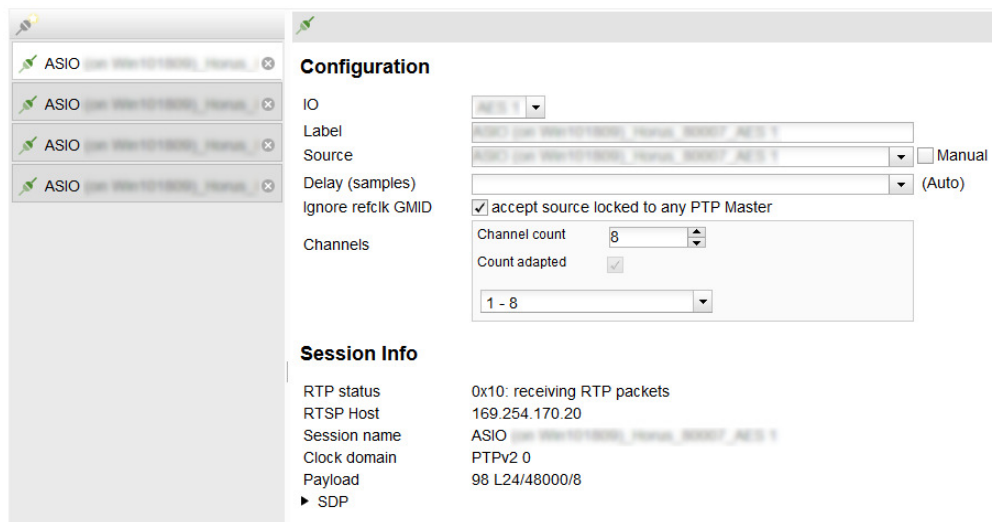 ASIO
ASIO
ASIO
ASIO
Configuration
IO
Label
Source Manual
Delay (samples) (Auto)
Ignore refclk GMID accept source locked to any PTP Master
Channels
Channel count 8
Count adapted
1 - 8
Session Info
RTP status 0x10: receiving RTP packets
RTSP Host 169.254.170.20
Session name ASIO
Clock domain PTPv2 0
Payload 98 L24/48000/8
SDP